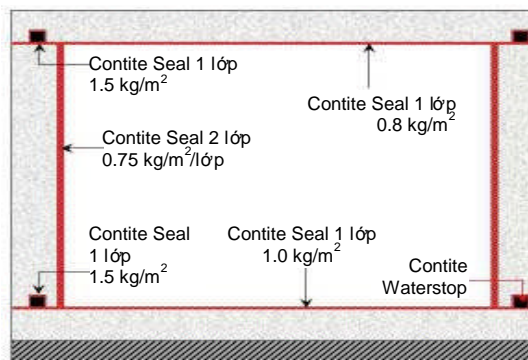 Contite Seal 1 lớp
1.5 kg/m²
Contite Seal 1 lớp
0.8 kg/m²
Contite Seal 2 lớp
0.75 kg/m²/lớp
Contite Seal
1 lớp
1.5 kg/m²
Contite Seal 1 lớp
1.0 kg/m²
Contite
Waterstop